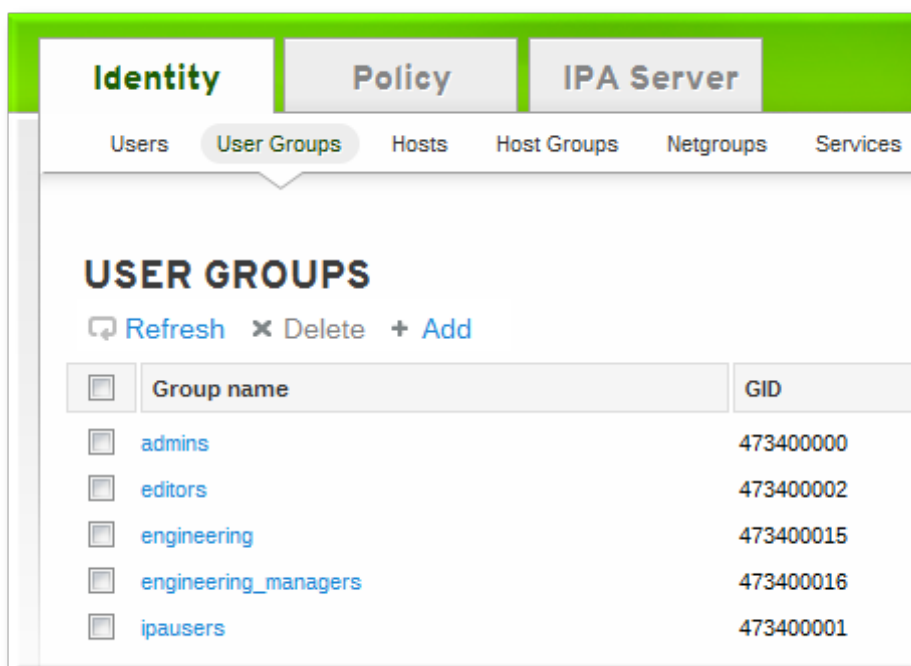 Identity Policy IPA Server
Users User Groups Hosts Host Groups Netgroups Services
USER GROUPS
Refresh Delete + Add
Group name GID
admins 473400000
editors 473400002
engineering 473400015
engineering_managers 473400016
ipausers 473400001